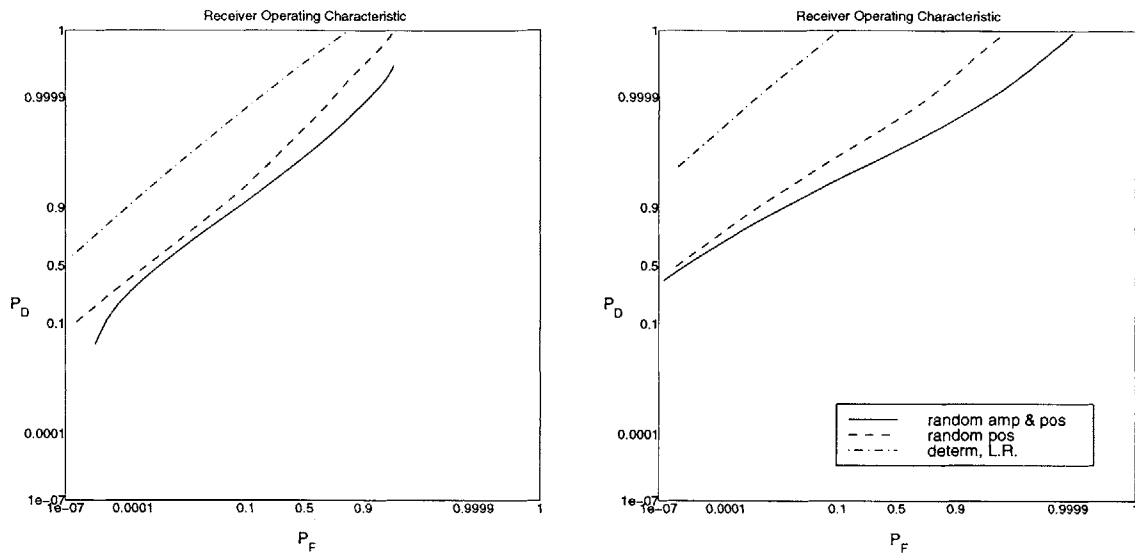 Receiver Operating Characteristic
1
0.9999
0.9
0.5
P_D
0.1
0.0001
1e-07
1e-07 0.0001 0.1 0.5 0.9 0.9999 1
P_F
Receiver Operating Characteristic
1
0.9999
0.9
0.5
P_D
0.1
0.0001
1e-07
random amp & pos
random pos
determ, L.R.
1e-07 0.0001 0.1 0.5 0.9 0.9999 1
P_F